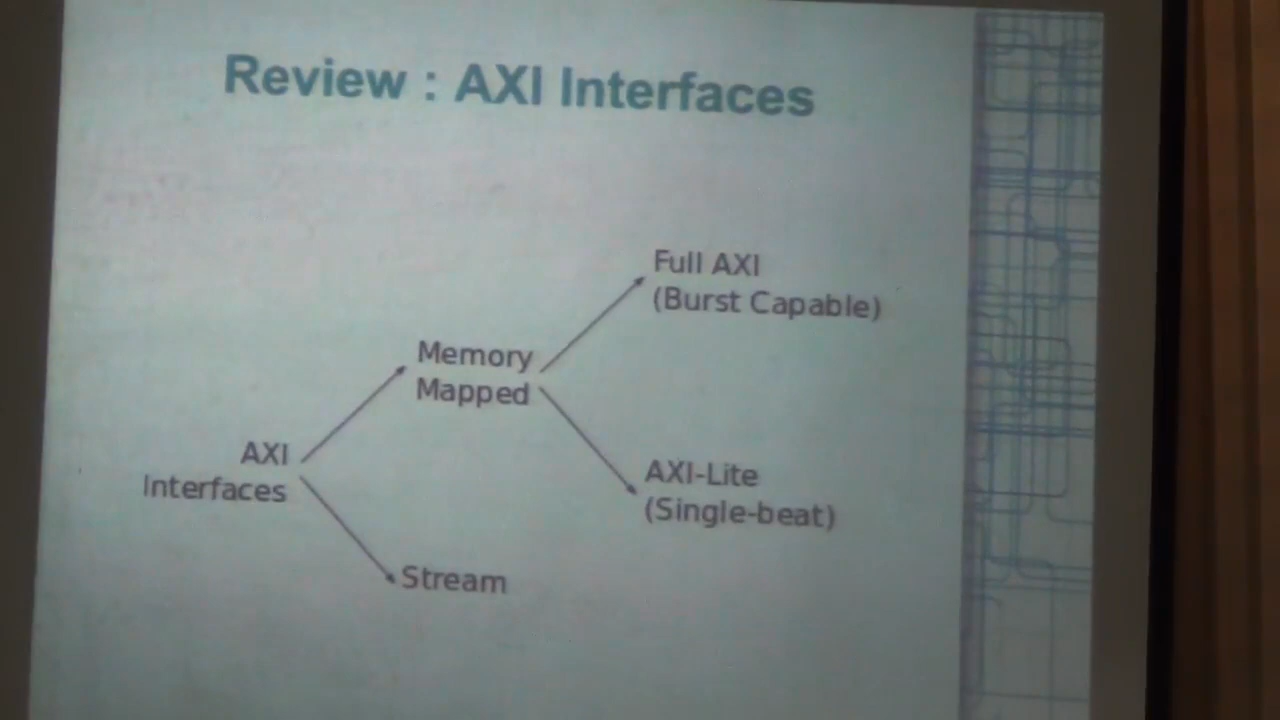 Review : AXI Interfaces
Full AXI
(Burst Capable)
Memory
Mapped
AXI
Interfaces
AXI-Lite
(Single-beat)
Stream